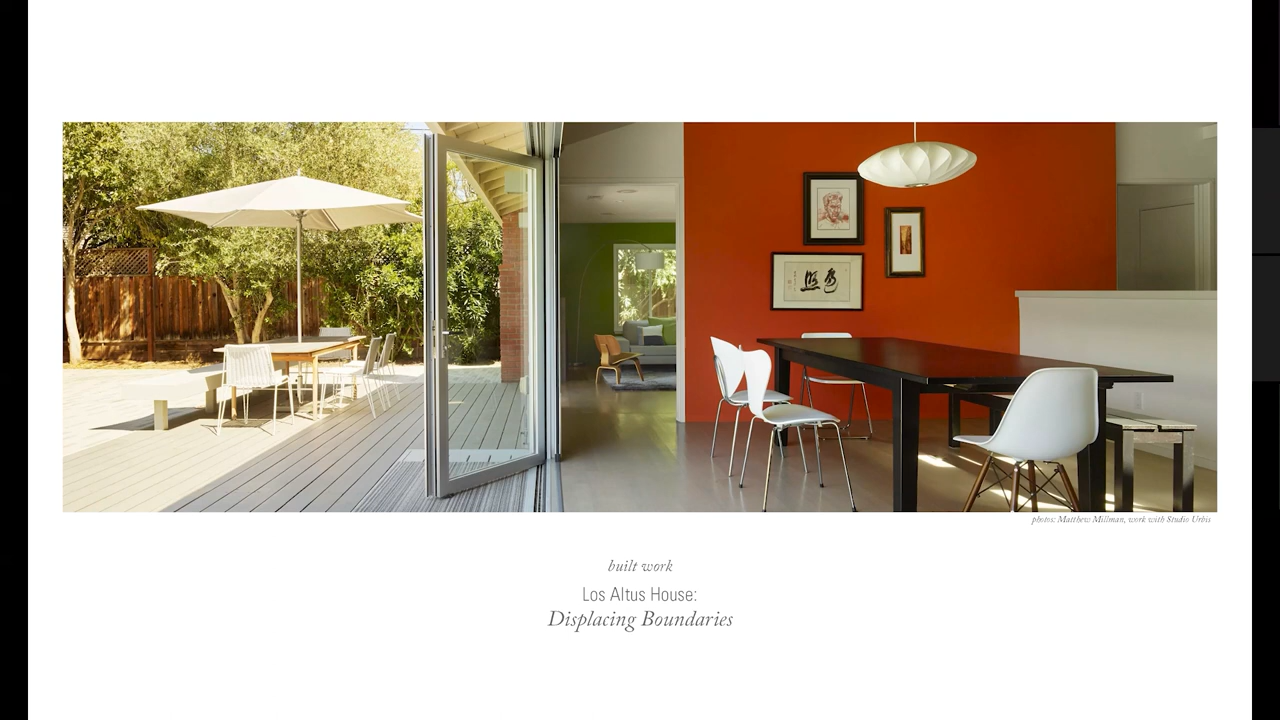 photos: Matthew Millman, work with Studio Urbis
built work
Los Altus House:
Displacing Boundaries